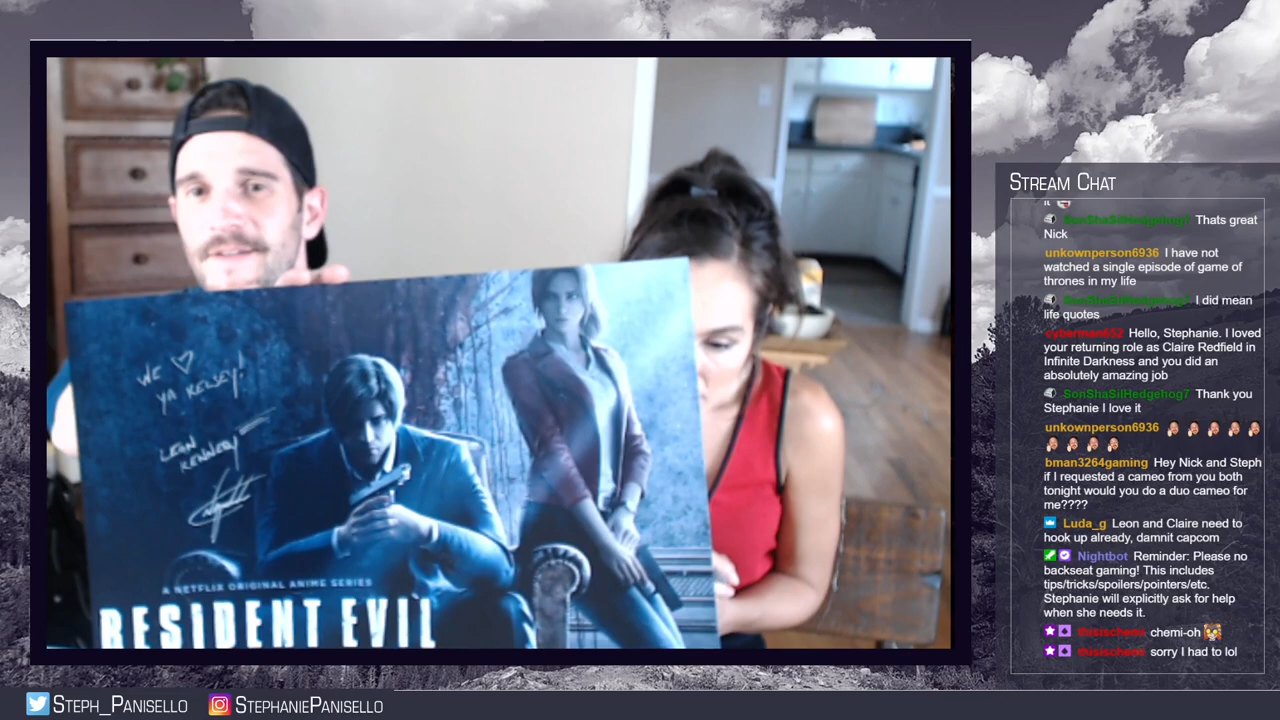 WE ♡
YA KELSEY!
LEON
KENNEDY
A NETFLIX ORIGINAL ANIME SERIES
RESIDENT EVIL
STREAM CHAT
it
SonShaSilHedgehog7 Thats great
Nick
unkownperson6936 I have not
watched a single episode of game of
thrones in my life
SonShaSilHedgehog7 I did mean
life quotes
cyberman652 Hello, Stephanie. I loved
your returning role as Claire Redfield in
Infinite Darkness and you did an
absolutely amazing job
SonShaSilHedgehog7 Thank you
Stephanie I love it
unkownperson6936
bman3264gaming Hey Nick and Steph
if I requested a cameo from you both
tonight would you do a duo cameo for
me????
Luda_g Leon and Claire need to
hook up already, damnit capcom
Nightbot Reminder: Please no
backseat gaming! This includes
tips/tricks/spoilers/pointers/etc.
Stephanie will explicitly ask for help
when she needs it.
thisischemi chemi-oh
thisischemi sorry I had to lol
STEPH_PANISELLO
STEPHANIEPANISELLO